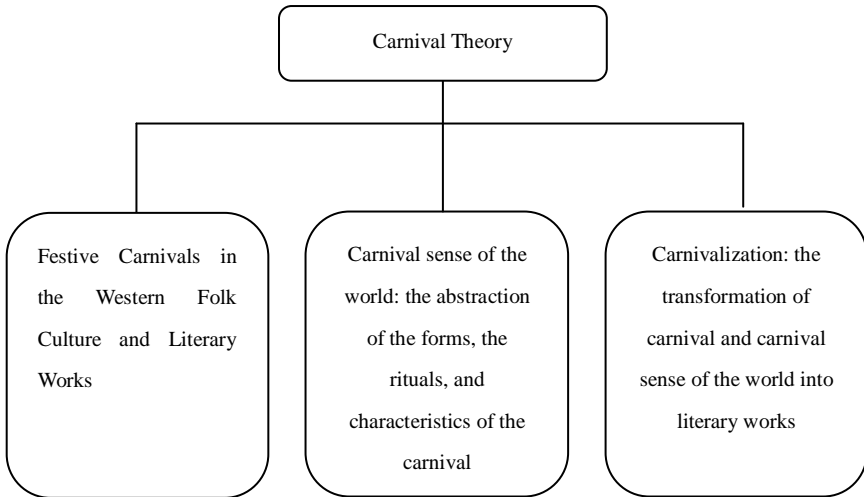 Carnival Theory
Festive Carnivals in
the Western Folk
Culture and Literary
Works
Carnival sense of the
world: the abstraction
of the forms, the
rituals, and
characteristics of the
carnival
Carnivalization: the
transformation of
carnival and carnival
sense of the world into
literary works